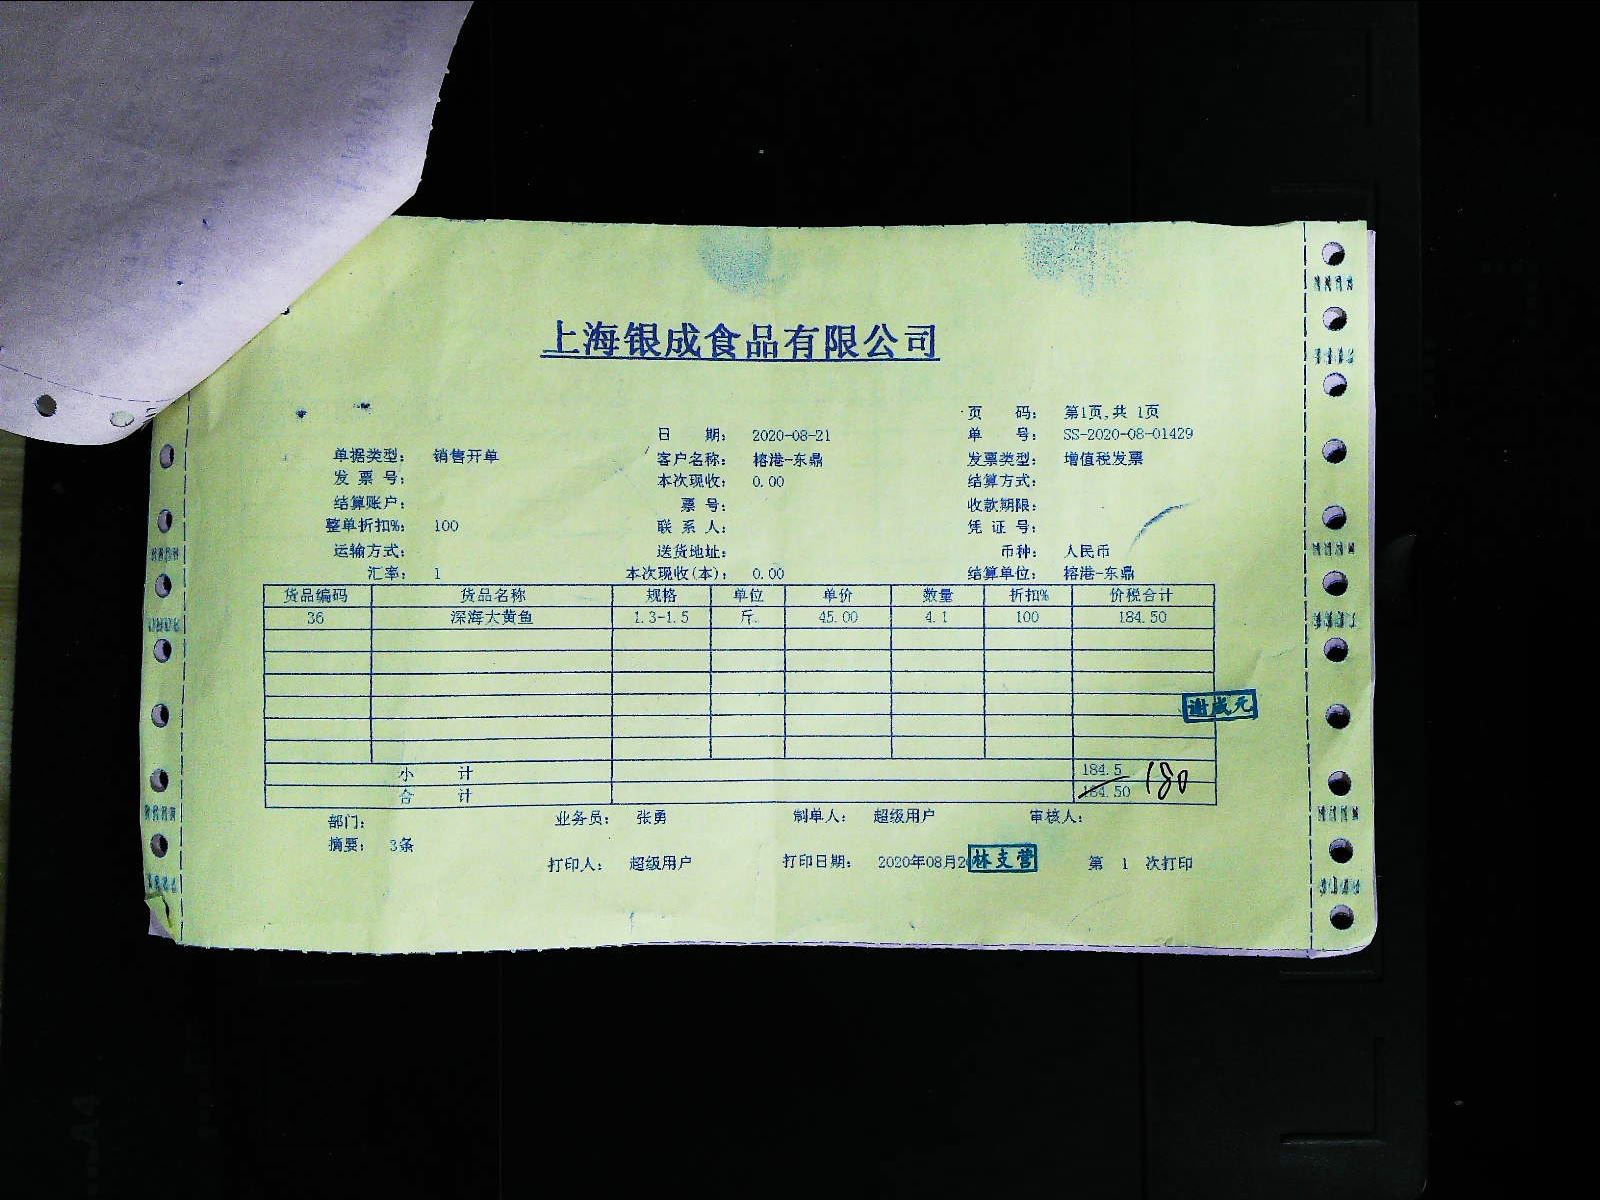 上海银成食品有限公司
页 码: 第1页,共 1页
日 期: 2020-08-21 单 号: SS-2020-08-01429
单据类型: 销售开单 客户名称: 榕港-东鼎 发票类型: 增值税发票
发 票 号: 本次现收: 0.00 结算方式:
结算账户: 票 号: 收款期限:
整单折扣%: 100 联 系 人: 凭 证 号:
运输方式: 送货地址: 币种: 人民币
汇率: 1 本次现收(本): 0.00 结算单位: 榕港-东鼎
货品编码 货品名称 规格 单位 单价 数量 折扣% 价税合计
36 深海大黄鱼 1.3-1.5 斤. 45.00 4.1 100 184.50
谢成元
小 计 184.5
合 计 184.50 180
部门: 业务员: 张勇 制单人: 超级用户 审核人:
摘要: 3条
打印人: 超级用户 打印日期: 2020年08月2 林支营 第 1 次打印